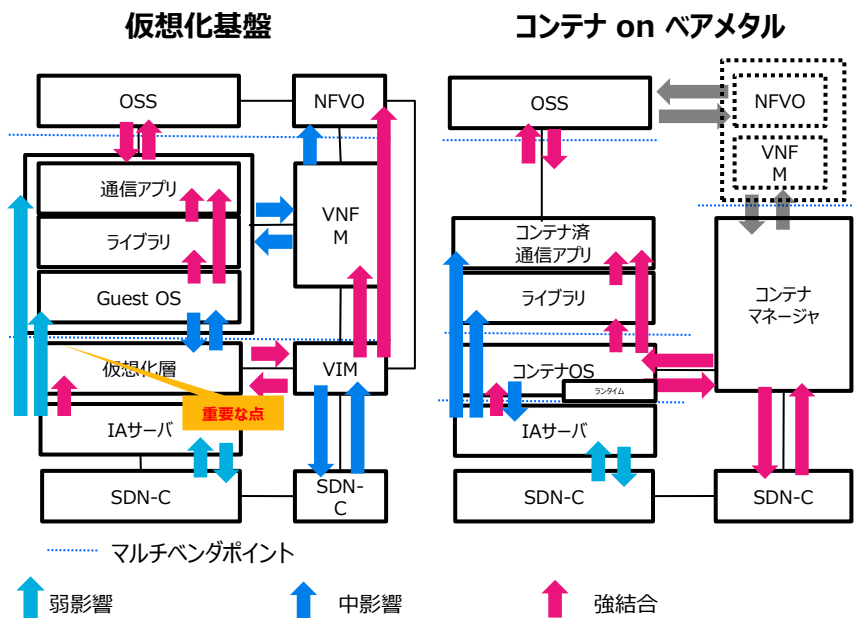 仮想化基盤
コンテナ on ベアメタル
OSS
NFVO
通信アプリ
ライブラリ
Guest OS
VNF
M
仮想化層
VIM
重要な点
IAサーバ
SDN-C
SDN-
C
OSS
NFVO
VNF
M
コンテナ済
通信アプリ
ライブラリ
コンテナ
マネージャ
コンテナOS
ランタイム
IAサーバ
SDN-C
SDN-C
マルチベンダポイント
弱影響
中影響
強結合